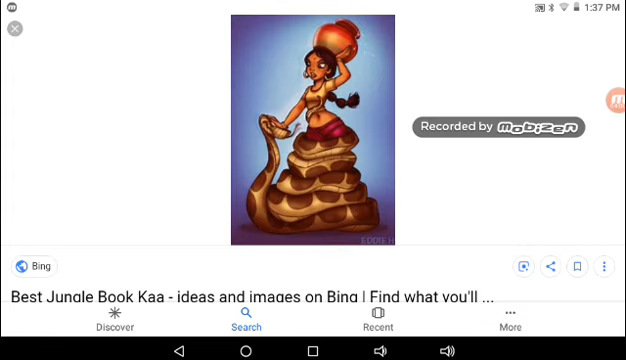 1:37 PM
Recorded by mobizen
EDDIE H
Bing
Best Jungle Book Kaa - ideas and images on Bing | Find what you'll ...
Discover
Search
Recent
More